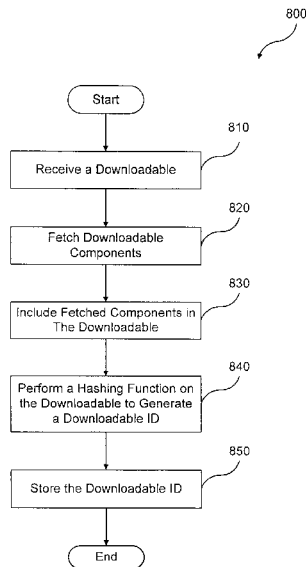 800
Start
810
Receive a Downloadable
820
Fetch Downloadable
Components
830
Include Fetched Components in
The Downloadable
840
Perform a Hashing Function on
the Downloadable to Generate
a Downloadable ID
850
Store the Downloadable ID
End